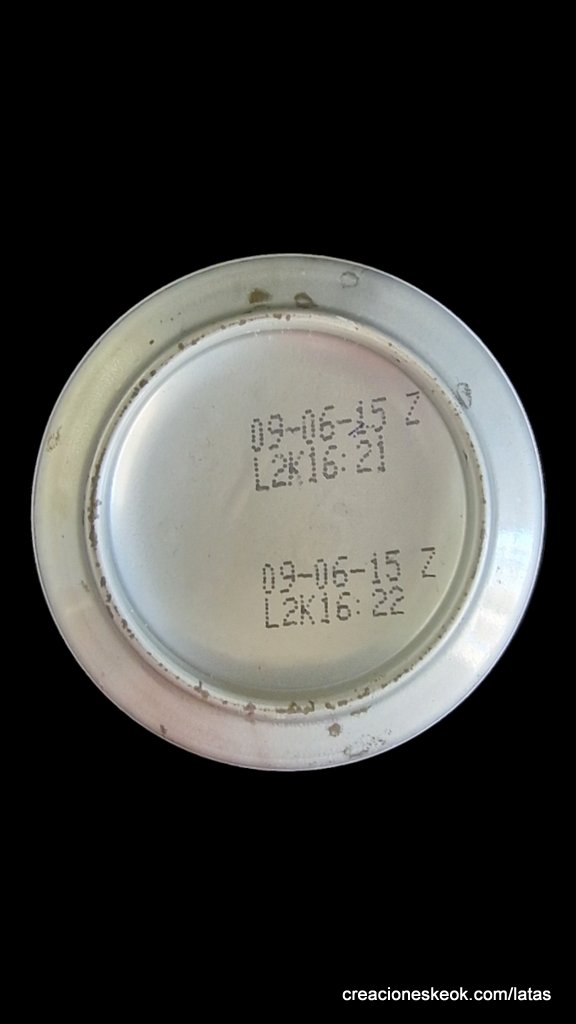 09-06-15 Z
L2K16:21
09-06-15 Z
L2K16:22
creacioneskeok.com/latas